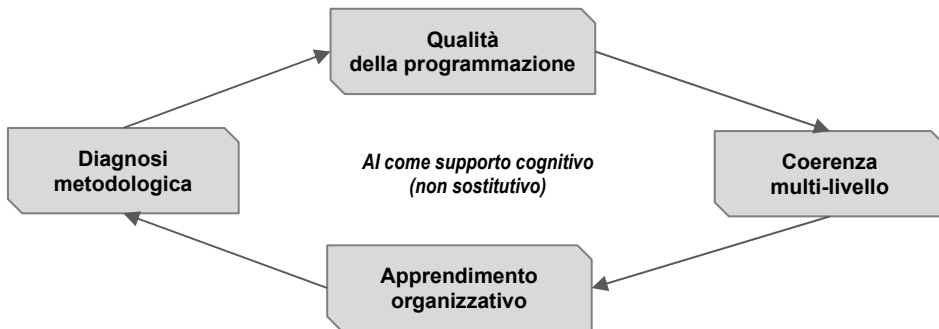 Qualità
della programmazione
Diagnosi
metodologica
AI come supporto cognitivo
(non sostitutivo)
Coerenza
multi-livello
Apprendimento
organizzativo